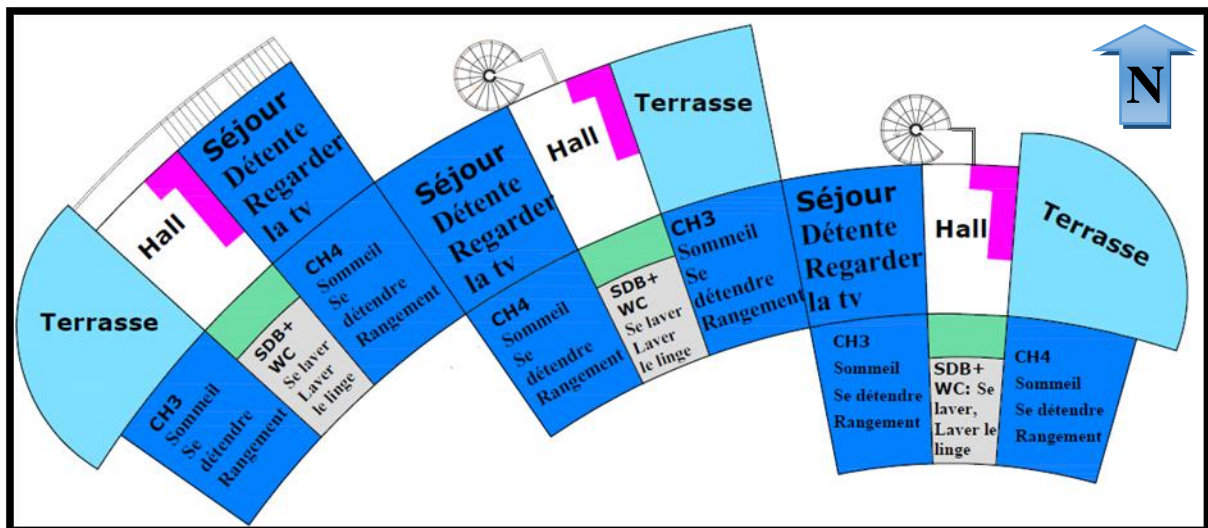 Terrasse
Hall
Séjour
Détente
Regarder
la tv
CH3
Sommeil
Se
détendre
Rangement
SDB+
WC
Se laver
Laver
le linge
CH4
Sommeil
Se
détendre
Rangement
Séjour
Détente
Regarder
la tv
Hall
Terrasse
CH4
Sommeil
Se
détendre
Rangement
SDB+
WC
Se laver
Laver
le linge
CH3
Sommeil
Se
détendre
Rangement
Séjour
Détente
Regarder
la tv
Hall
Terrasse
CH3
Sommeil
Se détendre
Rangement
SDB+
WC: Se
laver,
Laver le
linge
CH4
Sommeil
Se détendre
Rangement
N